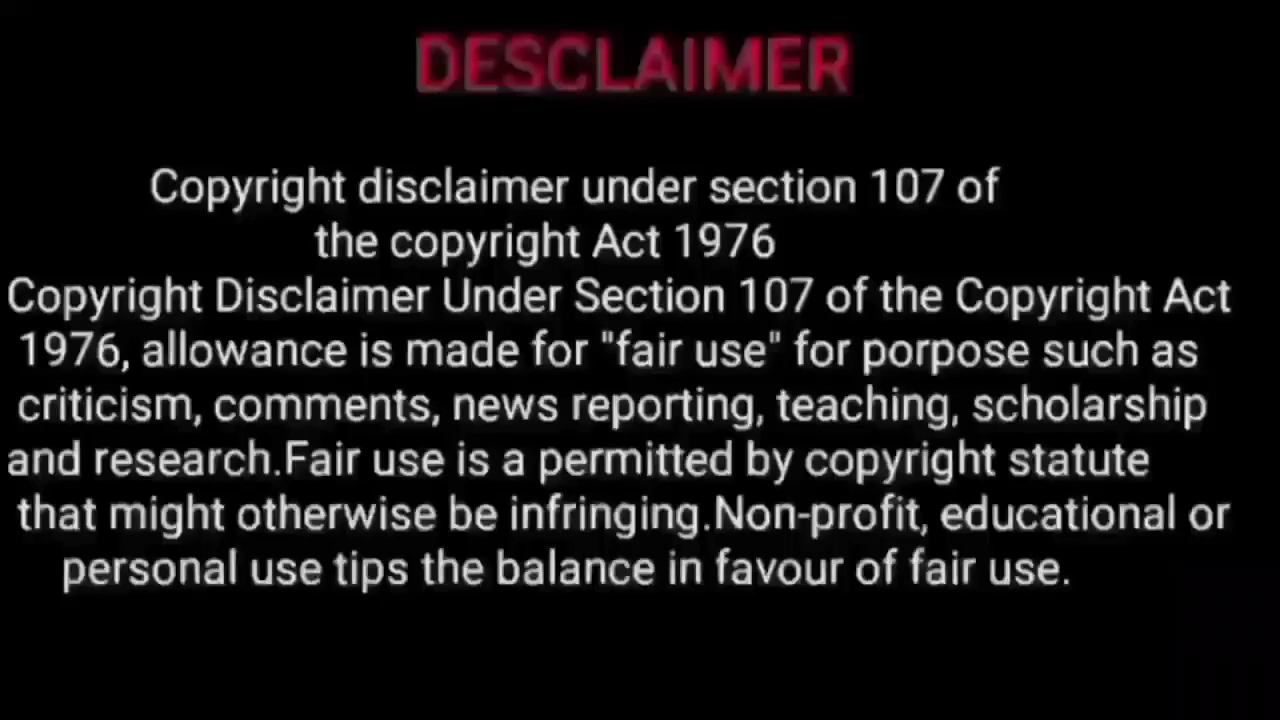 DESCLAIMER
Copyright disclaimer under section 107 of
the copyright Act 1976
Copyright Disclaimer Under Section 107 of the Copyright Act
1976, allowance is made for "fair use" for porpose such as
criticism, comments, news reporting, teaching, scholarship
and research.Fair use is a permitted by copyright statute
that might otherwise be infringing.Non-profit, educational or
personal use tips the balance in favour of fair use.